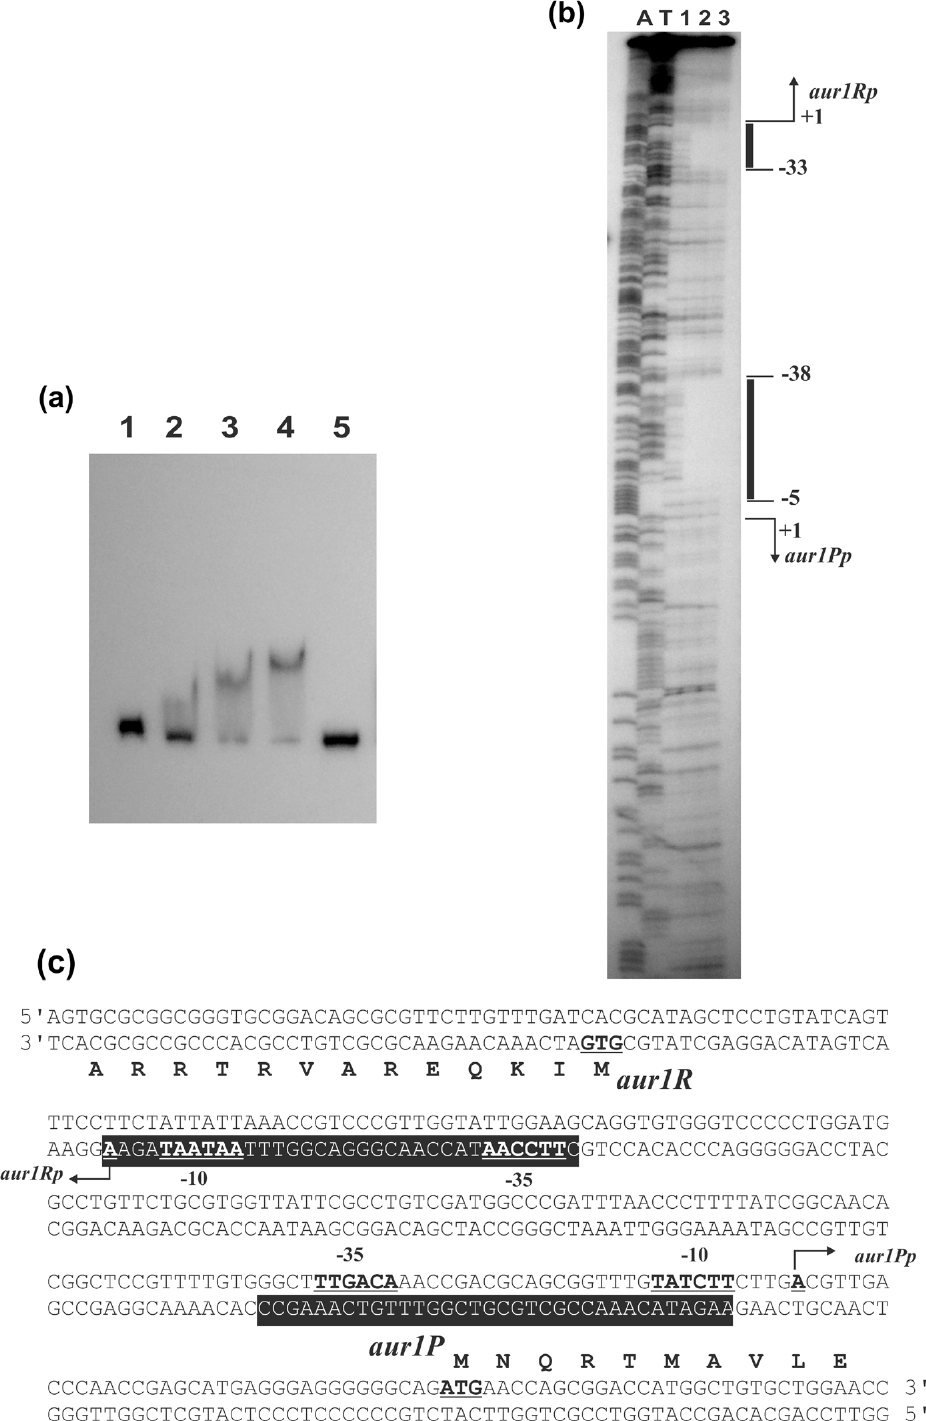 (b)
A T 1 2 3
aur1Rp
+1
-33
-38
(a)
1 2 3 4 5
-5
+1
aur1Pp
(c)
5'AGTGCGCGGCGGGTGCGGACAGCGCGTTCTTGTTTGATCACGCATAGCTCCTGTATCAGT
3'TCACGCGCCGCCCACGCCTGTCGCGCAAGAACAAACTAGTGCGTATCGAGGACATAGTCA
A R R T R V A R E Q K I M aur1R
TTCCTTCTATTATTAAACCGTCCCGTTGGTATTGGAAGCAGGTGTGGGTCCCCCTGGATG
AAGGAAGATAATAATTTGGCAGGGCAACCATAACCTTCGTCCACACCCAGGGGGACCTAC
aur1Rp -10 -35
GCCTGTTCTGCGTGGTTATTCGCCTGTCGATGGCCCGATTTAACCCTTTTATCGGCAACA
CGGACAAGACGCACCAATAAGCGGACAGCTACCGGGCTAAATTGGGAAAATAGCCGTTGT
-35 -10 aur1Pp
CGGCTCCGTTTTGTGGGCTTTGACAAACCGACGCAGCGGTTTGTATCTTCTTGACGTTGA
GCCGAGGCAAAACACCCGAAACTGTTTGGCTGCGTCGCCAAACATAGAAGAACTGCAACT
aur1P M N Q R T M A V L E
CCCAACCGAGCATGAGGGAGGGGGGCAGATGAACCAGCGGACCATGGCTGTGCTGGAACC 3'
GGGTTGGCTCGTACTCCCTCCCCCCGTCTACTTGGTCGCCTGGTACCGACACGACCTTGG 5'